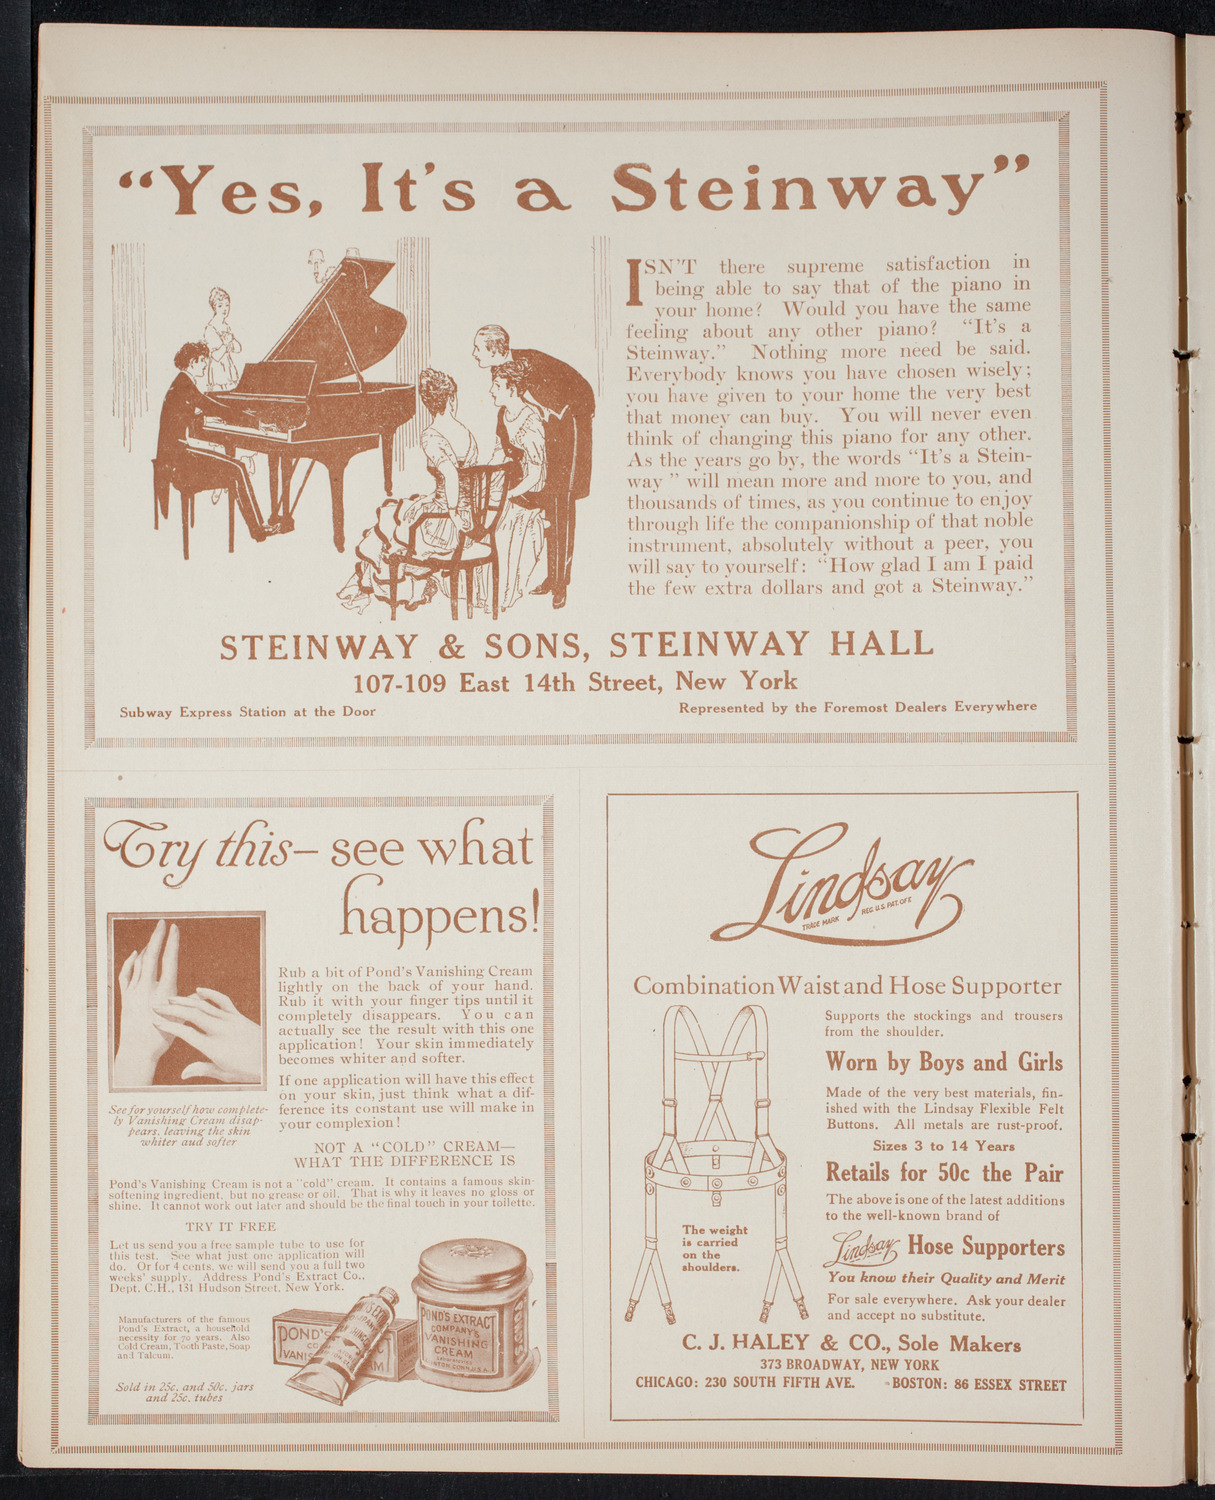 “Yes, It's a Steinway”
ISN'T there supreme satisfaction in
being able to say that of the piano in
your home? Would you have the same
feeling about any other piano? “It's a
Steinway.” Nothing more need be said.
Everybody knows you have chosen wisely;
you have given to your home the very best
that money can buy. You will never even
think of changing this piano for any other.
As the years go by, the words “It's a Stein-
way ” will mean more and more to you, and
thousands of times, as you continue to enjoy
through life the companionship of that noble
instrument, absolutely without a peer, you
will say to yourself: “How glad I am I paid
the few extra dollars and got a Steinway.”
STEINWAY & SONS, STEINWAY HALL
107-109 East 14th Street, New York
Subway Express Station at the Door
Represented by the Foremost Dealers Everywhere
Try this— see what
happens!
Rub a bit of Pond's Vanishing Cream
lightly on the back of your hand.
Rub it with your finger tips until it
completely disappears. You can
actually see the result with this one
application! Your skin immediately
becomes whiter and softer.
If one application will have this effect
on your skin, just think what a dif-
ference its constant use will make in
your complexion!
See for yourself how complete-
ly Vanishing Cream disap-
pears, leaving the skin
whiter and softer
NOT A “COLD” CREAM—
WHAT THE DIFFERENCE IS
Pond's Vanishing Cream is not a “cold” cream. It contains a famous skin-
softening ingredient, but no grease or oil. That is why it leaves no gloss or
shine. It cannot work out later and should be the final touch in your toilette.
TRY IT FREE
Let us send you a free sample tube to use for
this test. See what just one application will
do. Or for 4 cents, we will send you a full two
weeks' supply. Address Pond's Extract Co.,
Dept. C.H., 131 Hudson Street, New York.
Manufacturers of the famous
Pond's Extract, a household
necessity for 70 years. Also
Cold Cream, Tooth Paste, Soap
and Talcum.
Sold in 25c. and 50c. jars
and 25c. tubes
POND'S
VANIS
POND'S EXTRACT
COMPANY'S
VANISHING
CREAM
Lindsay
TRADE MARK REG. U.S. PAT. OFF.
Combination Waist and Hose Supporter
Supports the stockings and trousers
from the shoulder.
Worn by Boys and Girls
Made of the very best materials, fin-
ished with the Lindsay Flexible Felt
Buttons. All metals are rust-proof.
Sizes 3 to 14 Years
Retails for 50c the Pair
The above is one of the latest additions
to the well-known brand of
Lindsay Hose Supporters
You know their Quality and Merit
For sale everywhere. Ask your dealer
and accept no substitute.
The weight
is carried
on the
shoulders.
C. J. HALEY & CO., Sole Makers
373 BROADWAY, NEW YORK
CHICAGO: 230 SOUTH FIFTH AVE. BOSTON: 86 ESSEX STREET